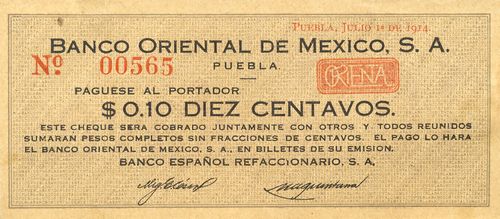 PUEBLA, JULIO 1º DE 1914.
BANCO ORIENTAL DE MEXICO, S. A.
Nº 00565
PUEBLA.
ORIENTAL
PAGUESE AL PORTADOR
$ 0.10 DIEZ CENTAVOS.
ESTE CHEQUE SERA COBRADO JUNTAMENTE CON OTROS Y TODOS REUNIDOS
SUMARAN PESOS COMPLETOS SIN FRACCIONES DE CENTAVOS. EL PAGO LO HARA
EL BANCO ORIENTAL DE MEXICO, S. A., EN BILLETES DE SU EMISION.
BANCO ESPAÑOL REFACCIONARIO, S. A.